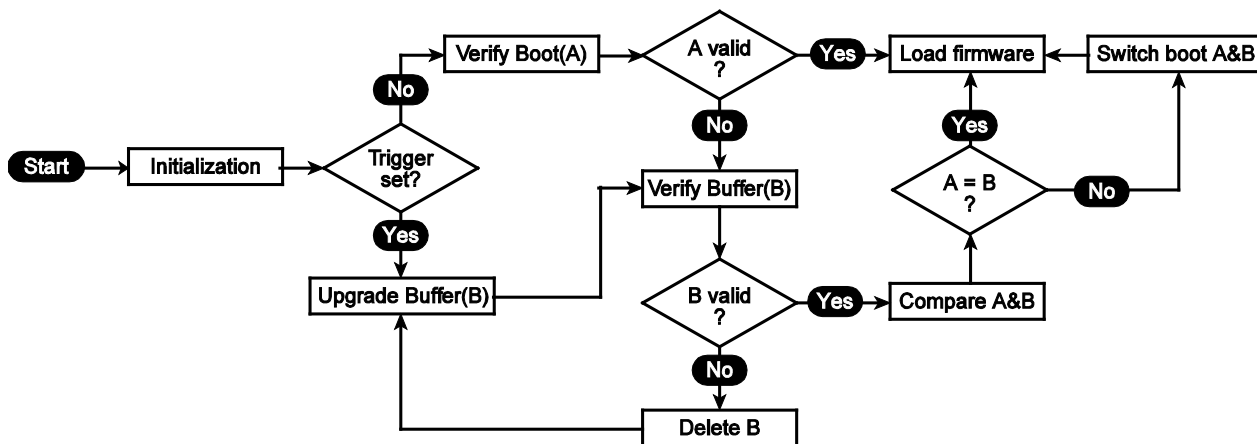 Start
Initialization
Trigger
set?
No
Verify Boot(A)
A valid
?
Yes
Load firmware
Switch boot A&B
No
Verify Buffer(B)
Yes
Upgrade Buffer(B)
B valid
?
Yes
Compare A&B
A = B
?
Yes
No
No
Delete B